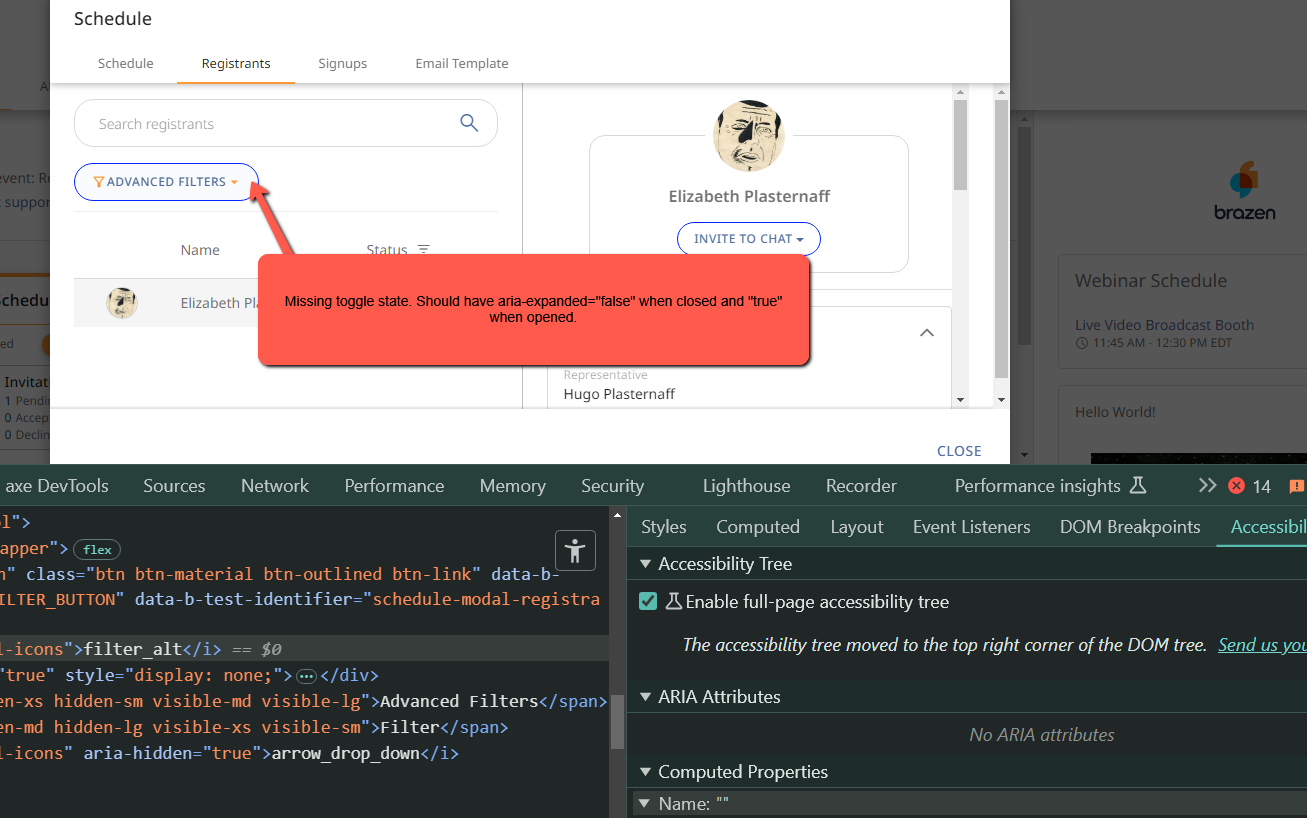 Schedule
Schedule
Registrants
Signups
Email Template
Search registrants
ADVANCED FILTERS
Name
Status
Elizabeth Pla
Missing toggle state. Should have aria-expanded="false" when closed and "true"
when opened.
Elizabeth Plasternaff
INVITE TO CHAT
Representative
Hugo Plasternaff
CLOSE
A
event: Re
t suppor
Schedu
ed
Invitati
1 Pendin
0 Accep
0 Declin
brazen
Webinar Schedule
Live Video Broadcast Booth
11:45 AM - 12:30 PM EDT
Hello World!
axe DevTools
Sources
Network
Performance
Memory
Security
Lighthouse
Recorder
Performance insights
14
ol">
apper"> flex
n" class="btn btn-material btn-outlined btn-link" data-b-
FILTER_BUTTON" data-b-test-identifier="schedule-modal-registra
l-icons">filter_alt</i> == $0
"true" style="display: none;">…</div>
en-xs hidden-sm visible-md visible-lg">Advanced Filters</span>
en-md hidden-lg visible-xs visible-sm">Filter</span>
l-icons" aria-hidden="true">arrow_drop_down</i>
Styles
Computed
Layout
Event Listeners
DOM Breakpoints
Accessibil
Accessibility Tree
Enable full-page accessibility tree
The accessibility tree moved to the top right corner of the DOM tree. Send us you
ARIA Attributes
No ARIA attributes
Computed Properties
Name: ""